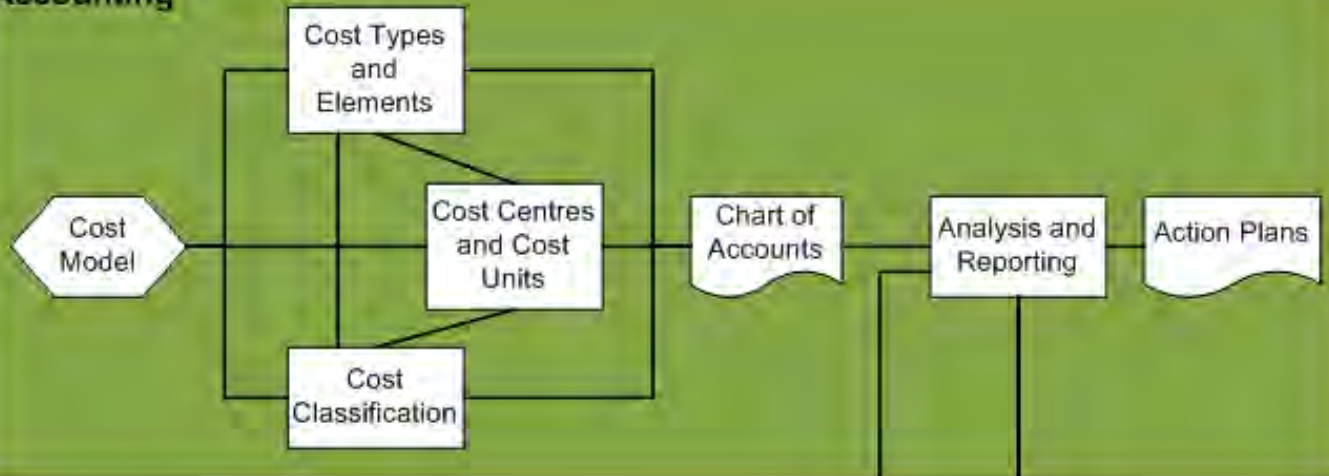 Accounting
Cost Types
and
Elements
Cost Model
Cost Centres
and Cost
Units
Chart of
Accounts
Analysis and
Reporting
Action Plans
Cost
Classification